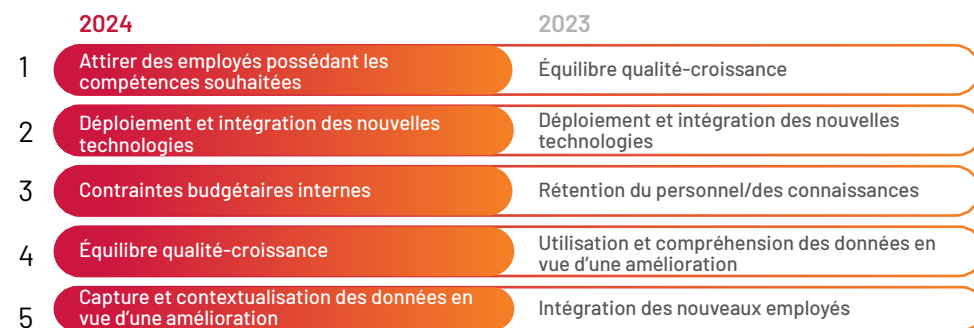 2024 2023
1 Attirer des employés possédant les
compétences souhaitées
Équilibre qualité-croissance
2 Déploiement et intégration des nouvelles
technologies
Déploiement et intégration des nouvelles
technologies
3 Contraintes budgétaires internes
Rétention du personnel/des connaissances
4 Équilibre qualité-croissance
Utilisation et compréhension des données en
vue d'une amélioration
5 Capture et contextualisation des données en
vue d'une amélioration
Intégration des nouveaux employés